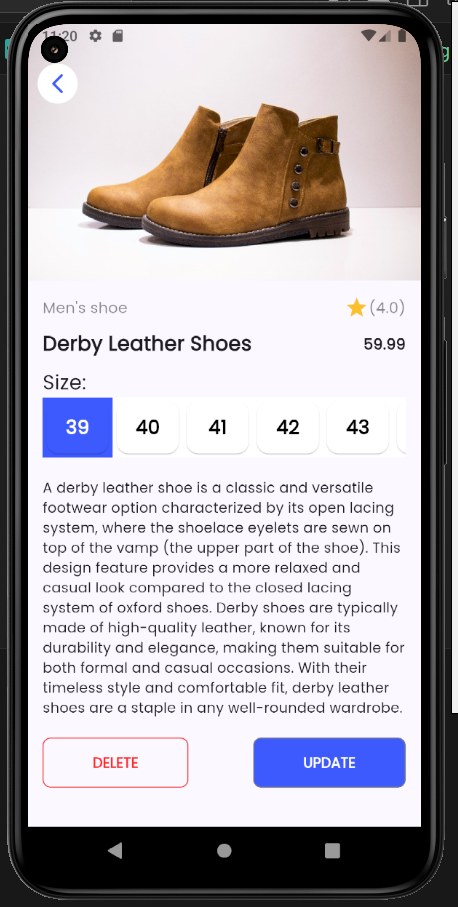 11:20
Men's shoe
(4.0)
Derby Leather Shoes
59.99
Size:
39 40 41 42 43
A derby leather shoe is a classic and versatile
footwear option characterized by its open lacing
system, where the shoelace eyelets are sewn on
top of the vamp (the upper part of the shoe). This
design feature provides a more relaxed and
casual look compared to the closed lacing
system of oxford shoes. Derby shoes are typically
made of high-quality leather, known for its
durability and elegance, making them suitable for
both formal and casual occasions. With their
timeless style and comfortable fit, derby leather
shoes are a staple in any well-rounded wardrobe.
DELETE
UPDATE